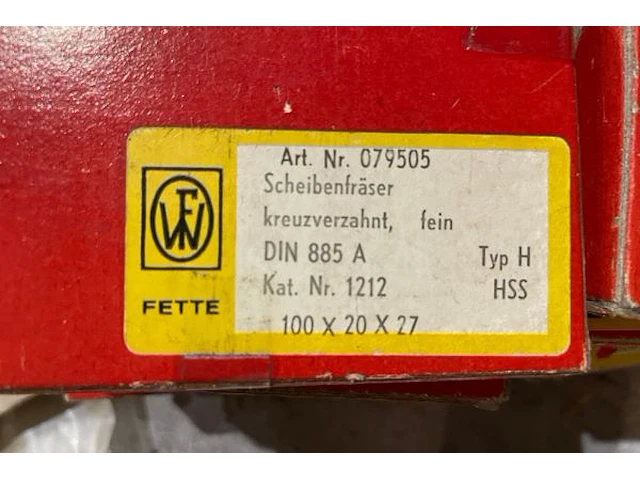 Art. Nr. 079505
Scheibenfräser
kreuzverzahnt, fein
DIN 885 A Typ H
Kat. Nr. 1212 HSS
100 X 20 X 27
FETTE